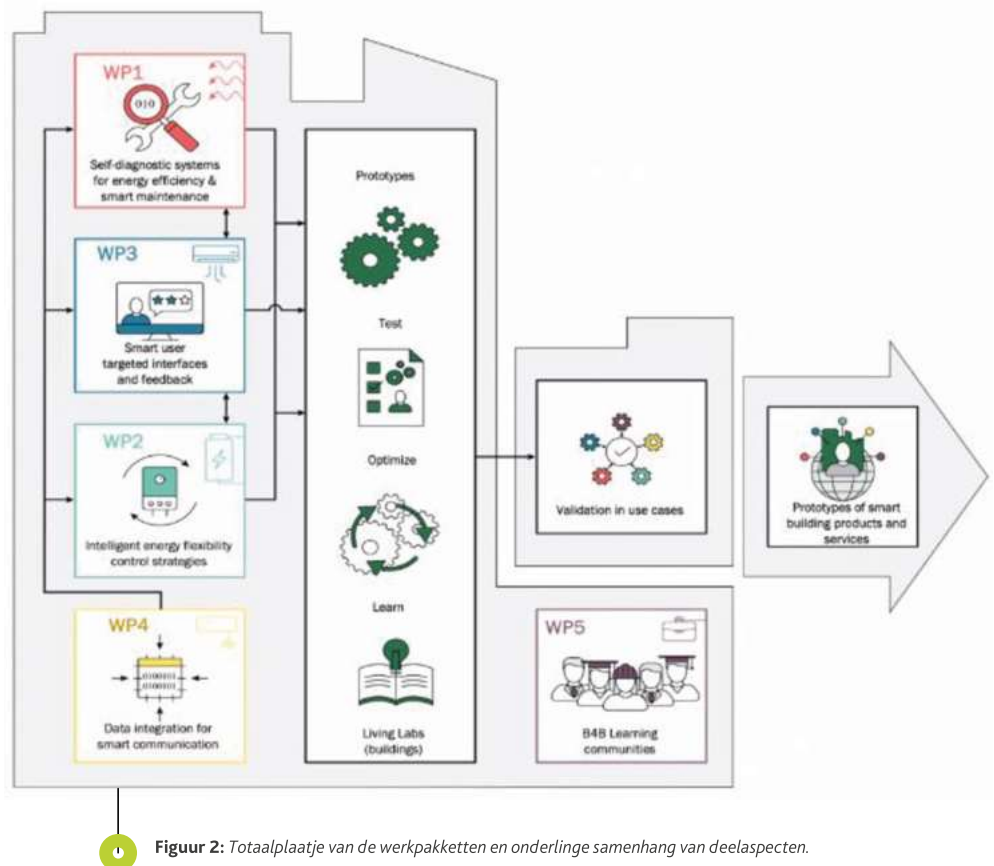 WP1
010
Self-diagnostic systems
for energy efficiency &
smart maintenance
WP3
Smart user
targeted interfaces
and feedback
WP2
Intelligent energy flexibility
control strategies
WP4
0100101
0100101
Data integration for
smart communication
Prototypes
Test
Optimize
Learn
Living Labs
(buildings)
Validation in use cases
WP5
B4B Learning
communities
Prototypes of smart
building products and
services
Figuur 2: Totaalplaatje van de werkpakketten en onderlinge samenhang van deelaspecten.